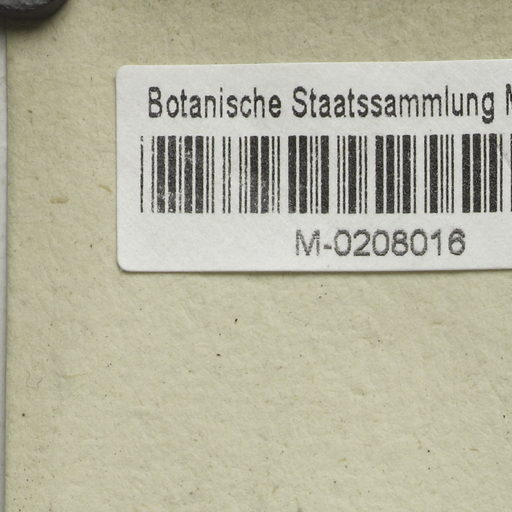 Botanische Staatssammlung
M-0208016